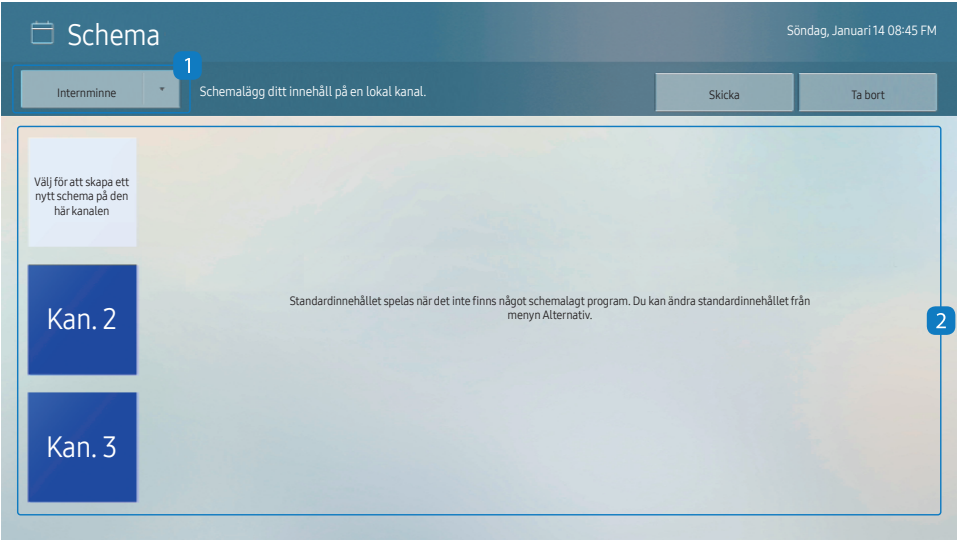 Schema
Söndag, Januari 14 08:45 FM
1
Internminne
Schemalägg ditt innehåll på en lokal kanal.
Skicka
Ta bort
Välj för att skapa ett
nytt schema på den
här kanalen
Kan. 2
Standardinnehållet spelas när det inte finns något schemalagt program. Du kan ändra standardinnehållet från
menyn Alternativ.
2
Kan. 3